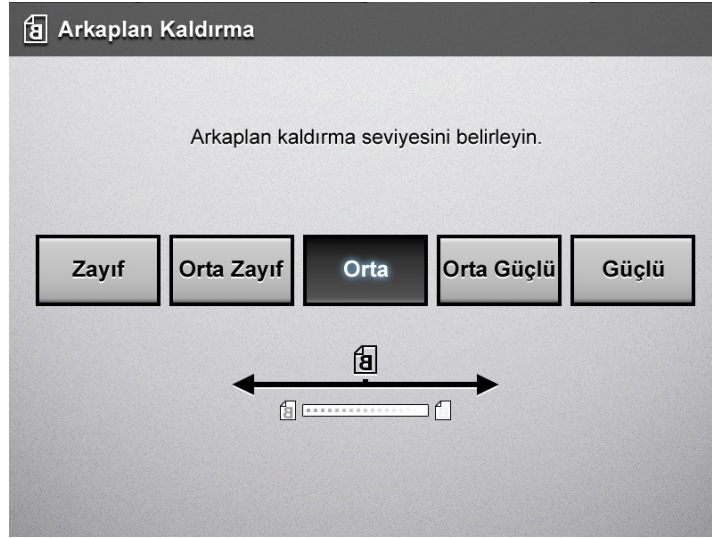 Arkaplan Kaldırma
Arkaplan kaldırma seviyesini belirleyin.
Zayıf
Orta Zayıf
Orta
Orta Güçlü
Güçlü